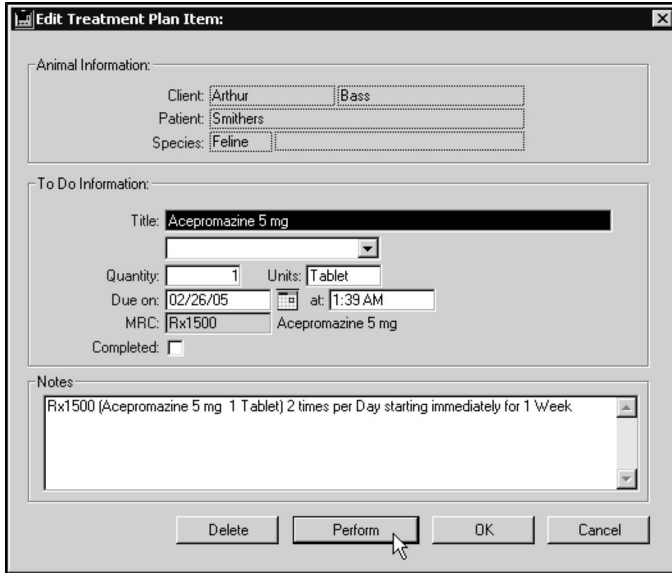 Edit Treatment Plan Item:
Animal Information:
Client: Arthur Bass
Patient: Smithers
Species: Feline
To Do Information:
Title: Acepromazine 5 mg
Quantity: 1 Units: Tablet
Due on: 02/26/05 at: 1:39 AM
MRC: Rx1500 Acepromazine 5 mg
Completed:
Notes
Rx1500 (Acepromazine 5 mg 1 Tablet) 2 times per Day starting immediately for 1 Week
Delete Perform OK Cancel